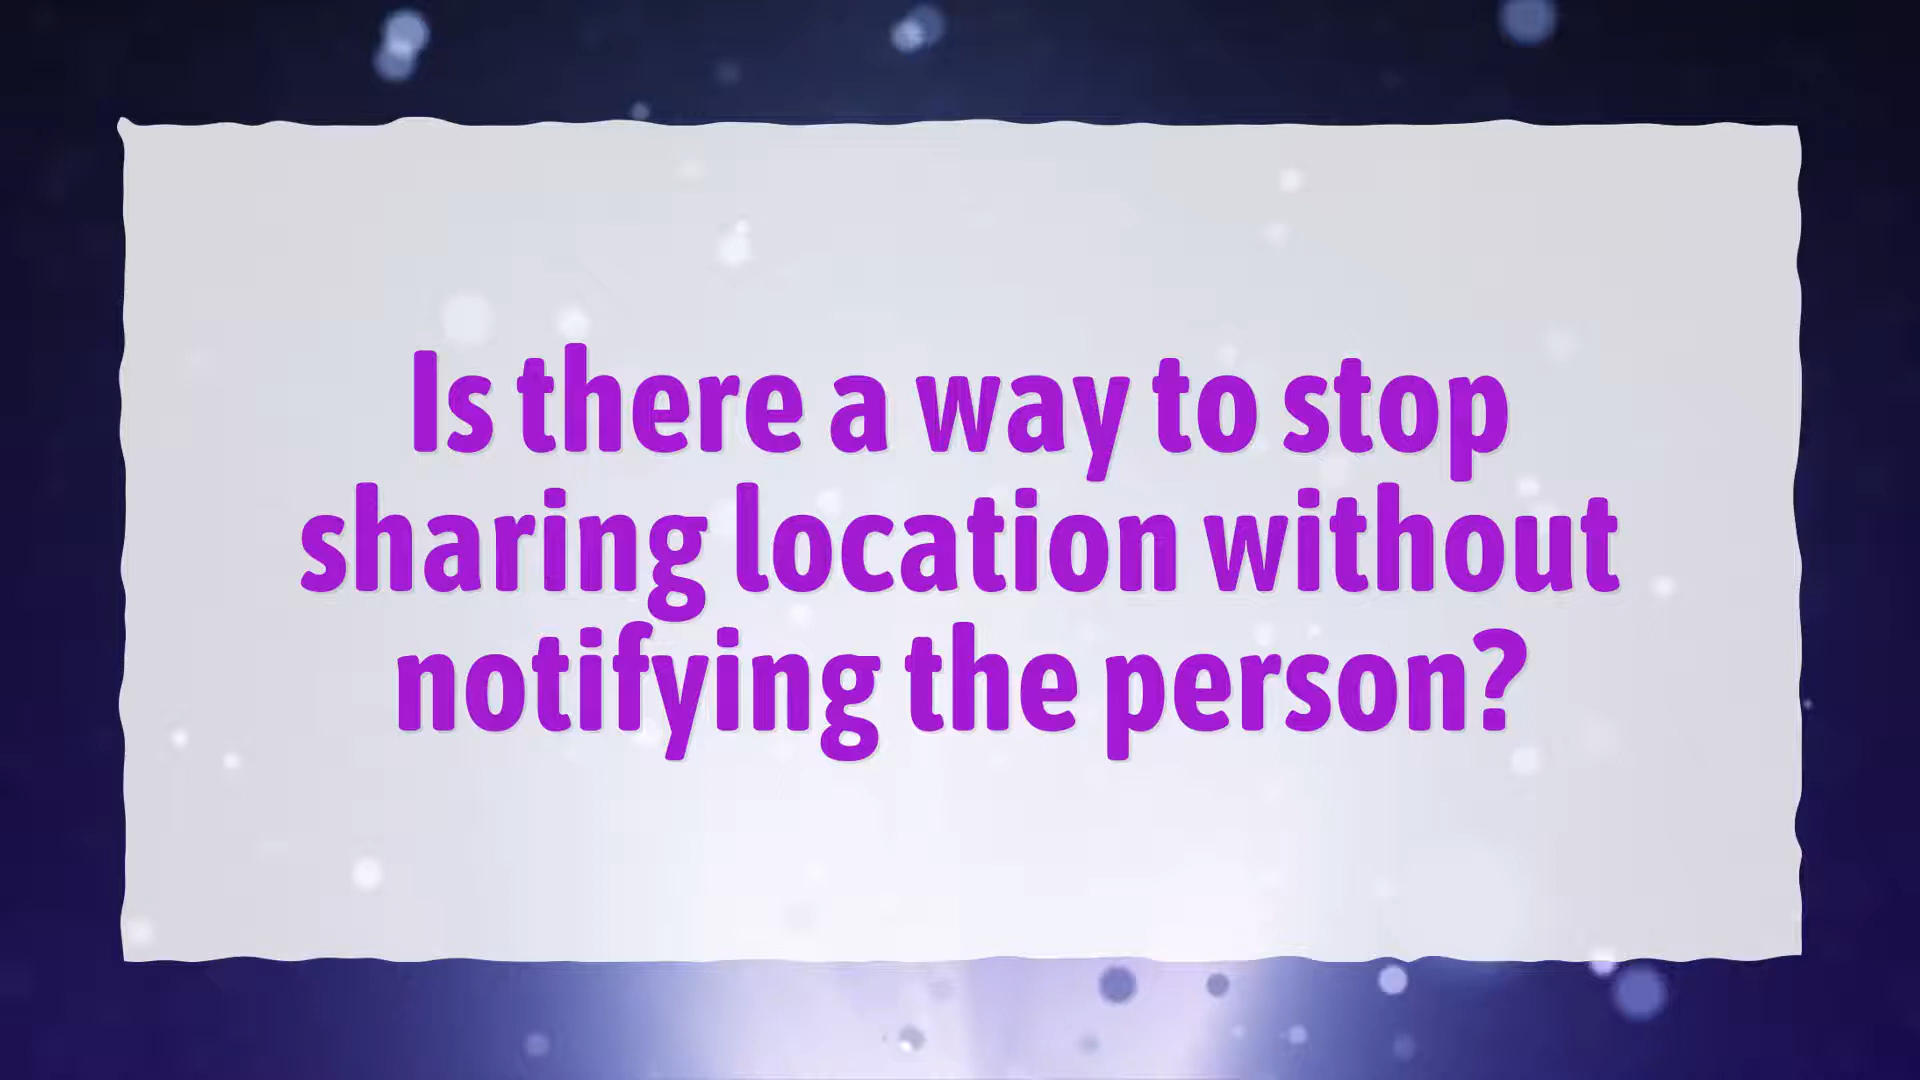 Is there a way to stop
sharing location without
notifying the person?